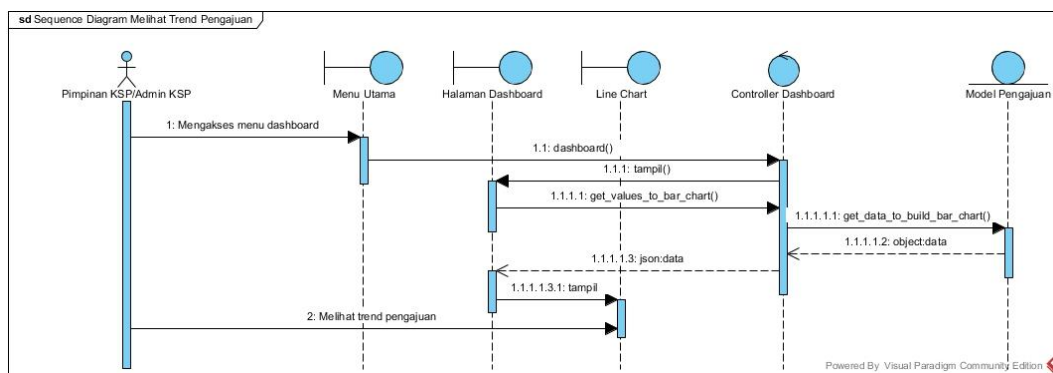 sd Sequence Diagram Melihat Trend Pengajuan
Pimpinan KSP/Admin KSP
Menu Utama
Halaman Dashboard
Line Chart
Controller Dashboard
Model Pengajuan
1: Mengakses menu dashboard
1.1: dashboard()
1.1.1: tampil()
1.1.1.1: get_values_to_bar_chart()
1.1.1.1.1: get_data_to_build_bar_chart()
1.1.1.1.2: object:data
1.1.1.1.3: json:data
1.1.1.1.3.1: tampil
2: Melihat trend pengajuan
Powered By Visual Paradigm Community Edition